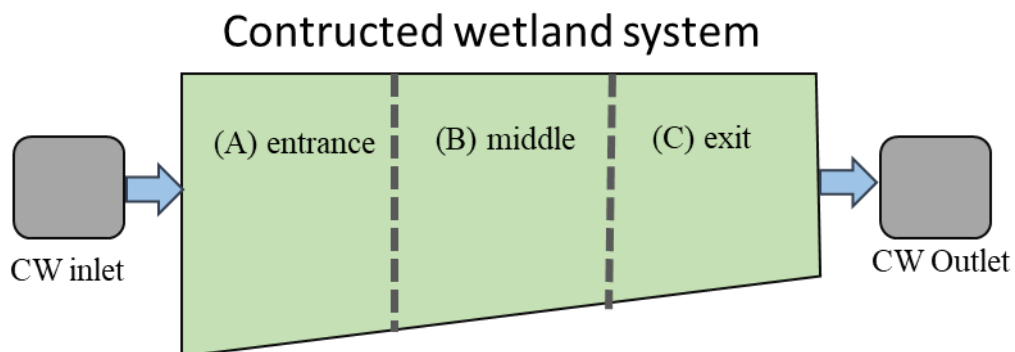 Contructed wetland system
(A) entrance
(B) middle
(C) exit
CW inlet
CW Outlet